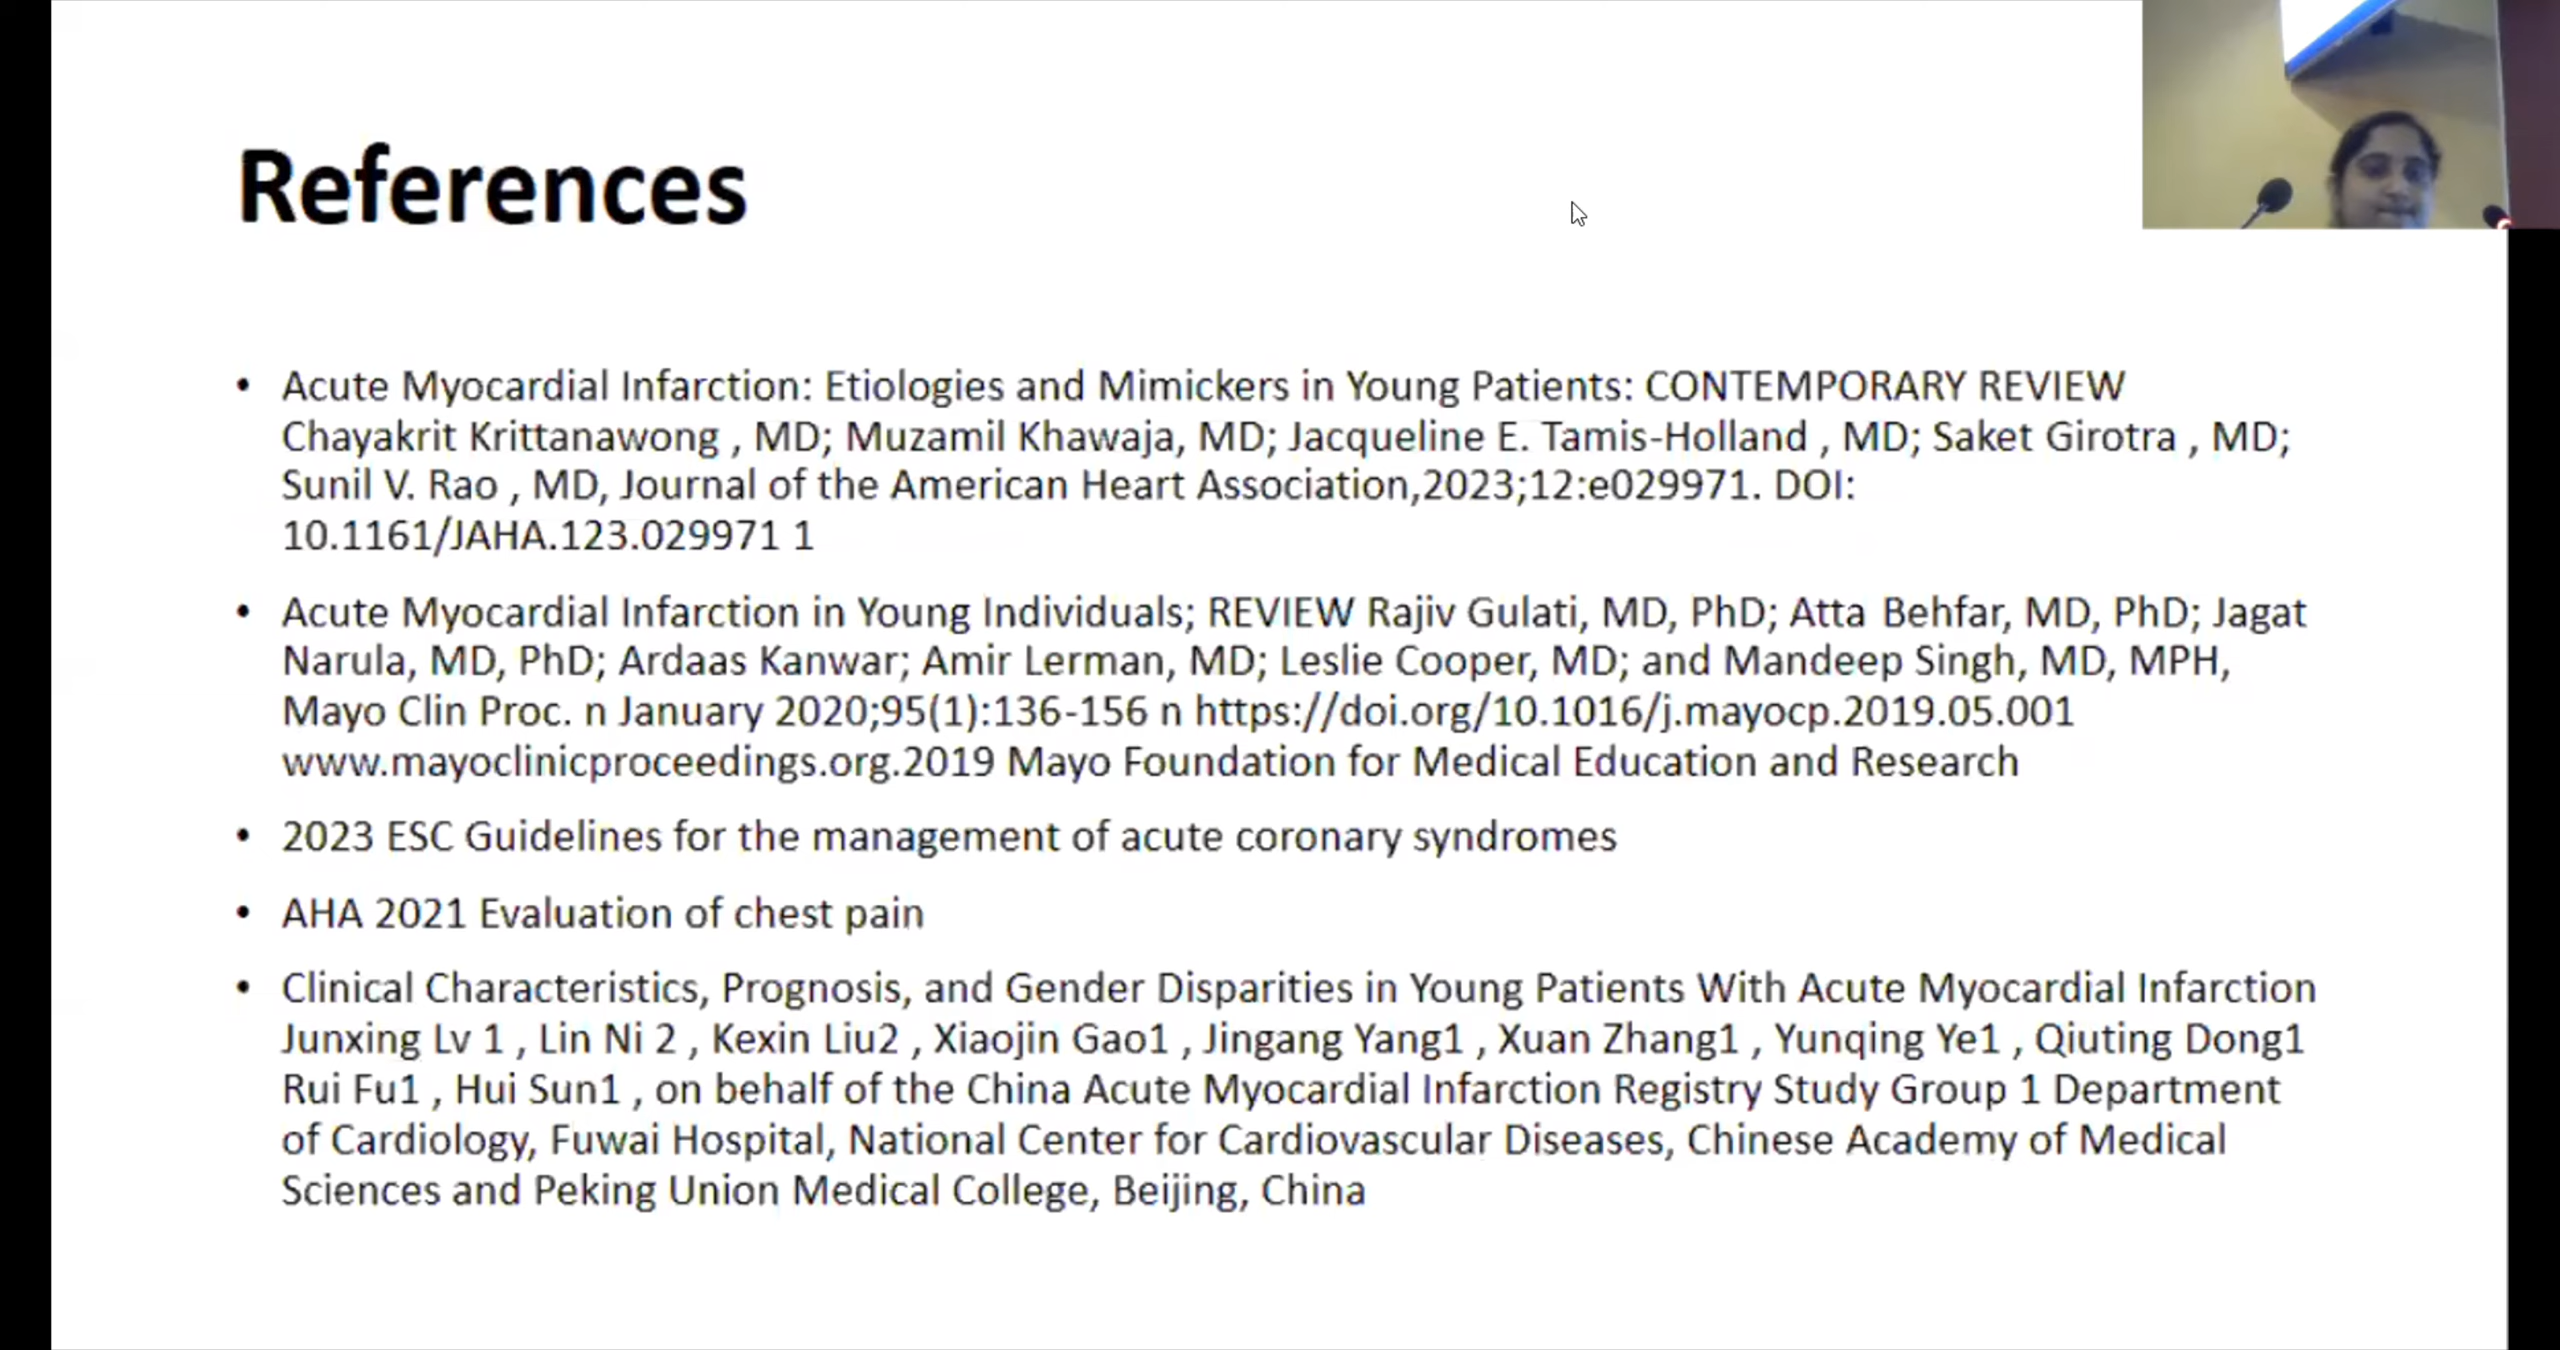 References
• Acute Myocardial Infarction: Etiologies and Mimickers in Young Patients: CONTEMPORARY REVIEW
Chayakrit Krittanawong , MD; Muzamil Khawaja, MD; Jacqueline E. Tamis-Holland , MD; Saket Girotra , MD;
Sunil V. Rao , MD, Journal of the American Heart Association,2023;12:e029971. DOI:
10.1161/JAHA.123.029971 1
• Acute Myocardial Infarction in Young Individuals; REVIEW Rajiv Gulati, MD, PhD; Atta Behfar, MD, PhD; Jagat
Narula, MD, PhD; Ardaas Kanwar; Amir Lerman, MD; Leslie Cooper, MD; and Mandeep Singh, MD, MPH,
Mayo Clin Proc. n January 2020;95(1):136-156 n https://doi.org/10.1016/j.mayocp.2019.05.001
www.mayoclinicproceedings.org.2019 Mayo Foundation for Medical Education and Research
• 2023 ESC Guidelines for the management of acute coronary syndromes
• AHA 2021 Evaluation of chest pain
• Clinical Characteristics, Prognosis, and Gender Disparities in Young Patients With Acute Myocardial Infarction
Junxing Lv 1 , Lin Ni 2 , Kexin Liu2 , Xiaojin Gao1 , Jingang Yang1 , Xuan Zhang1 , Yunqing Ye1 , Qiuting Dong1
Rui Fu1 , Hui Sun1 , on behalf of the China Acute Myocardial Infarction Registry Study Group 1 Department
of Cardiology, Fuwai Hospital, National Center for Cardiovascular Diseases, Chinese Academy of Medical
Sciences and Peking Union Medical College, Beijing, China